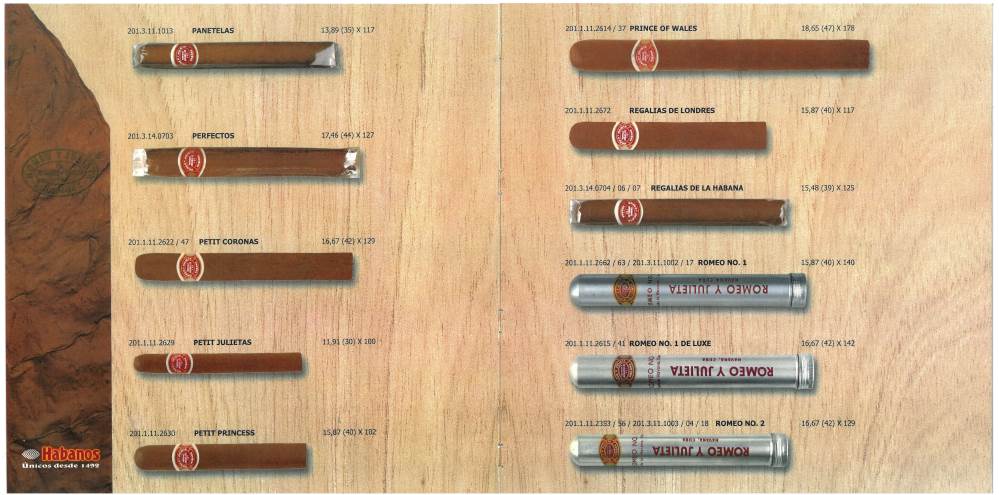 201.3.11.1013 PANETELAS 13,89 (35) X 117
201.3.14.0703 PERFECTOS 17,46 (44) X 127
201.1.11.2622 / 47 PETIT CORONAS 16,67 (42) X 129
201.1.11.2629 PETIT JULIETAS 11,91 (30) X 100
201.1.11.2630 PETIT PRINCESS 15,87 (40) X 102
Habanos
Únicos desde 1492
201.1.11.2614 / 37 PRINCE OF WALES 18,65 (47) X 178
201.1.11.2672 REGALIAS DE LONDRES 15,87 (40) X 117
201.3.14.0704 / 06 / 07 REGALIAS DE LA HABANA 15,48 (39) X 125
201.1.11.2662 / 63 / 201.3.11.1002 / 17 ROMEO NO. 1 15,87 (40) X 140
ROMEO Y JULIETA
HABANA, CUBA
201.1.11.2615 / 41 ROMEO NO. 1 DE LUXE 16,67 (42) X 142
ROMEO Y JULIETA
HABANA, CUBA
201.1.11.2353 / 56 / 201.3.11.1003 / 04 / 18 ROMEO NO. 2 16,67 (42) X 129
ROMEO Y JULIETA
HABANA, CUBA